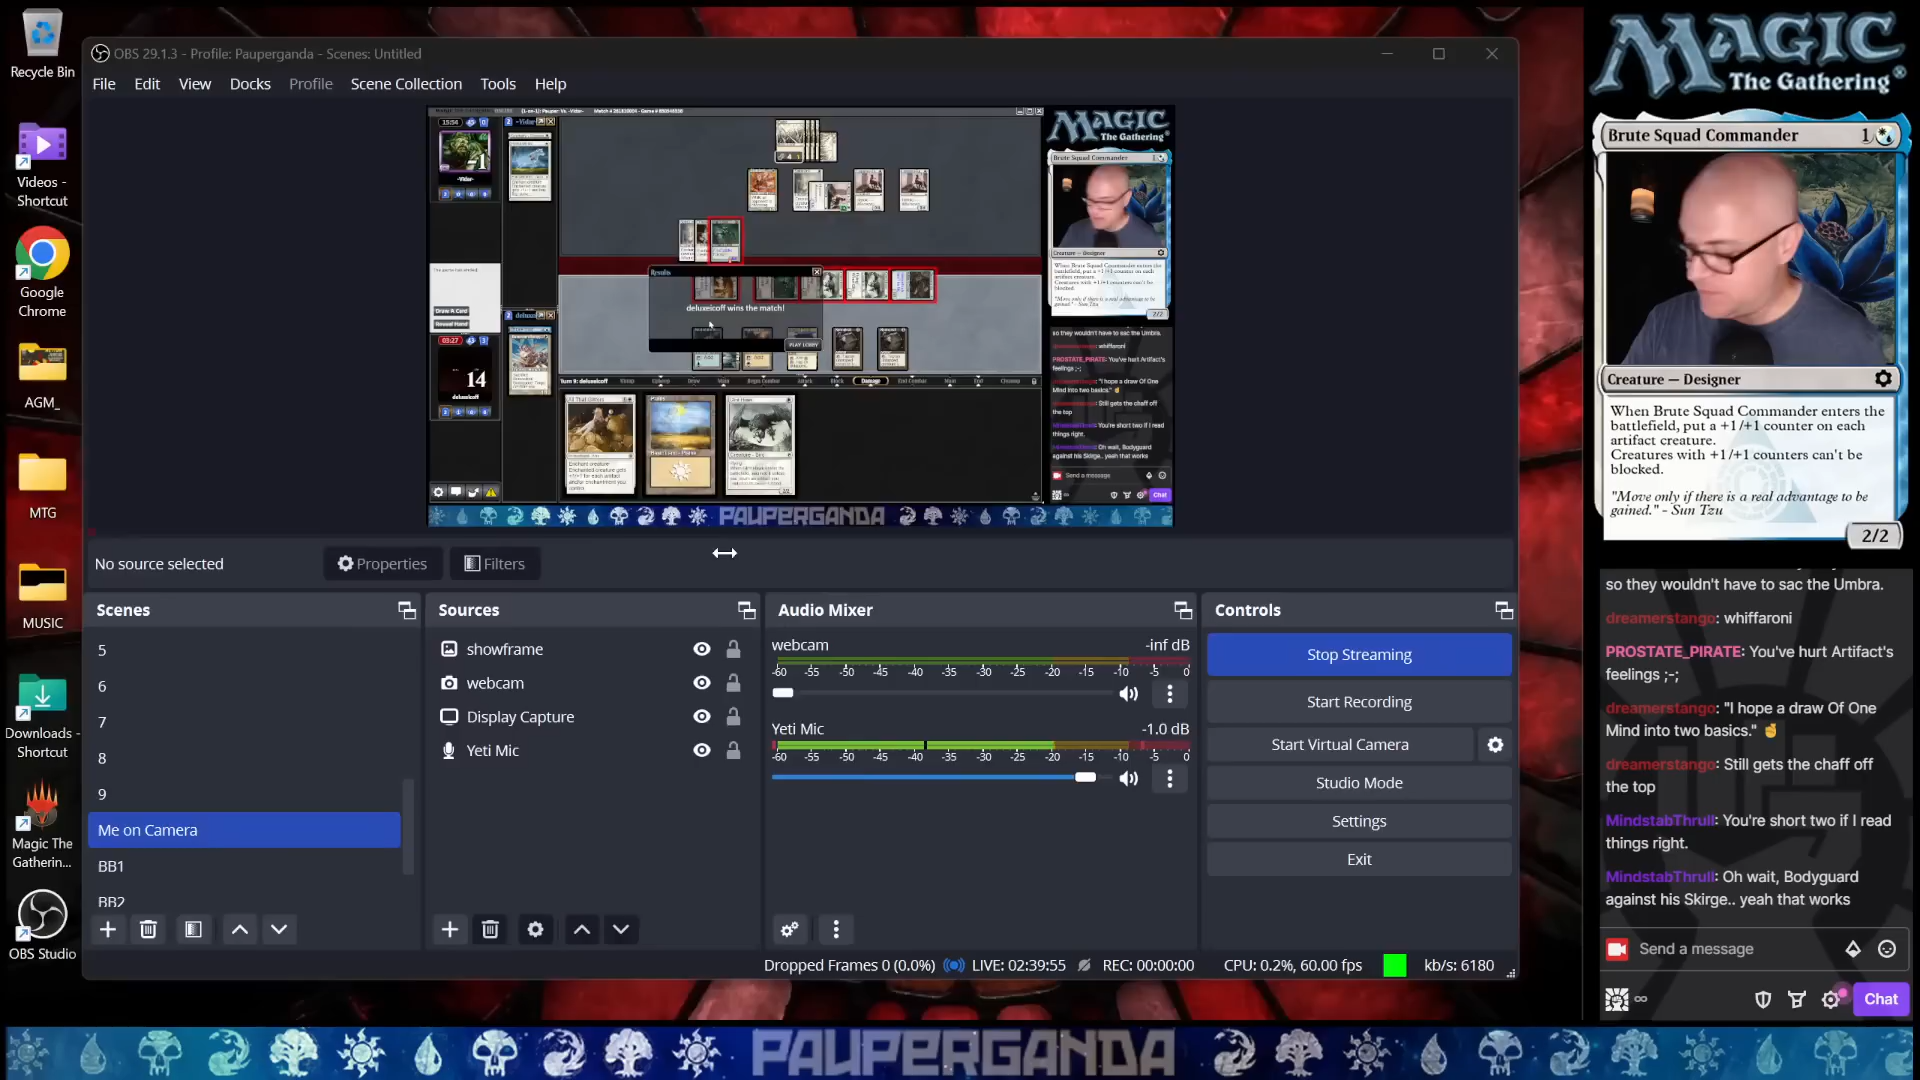 Recycle Bin
Videos -
Shortcut
Google
Chrome
AGM_
MTG
MUSIC
Downloads -
Shortcut
Magic The
Gatherin...
OBS Studio
OBS 29.1.3 - Profile: Pauperganda - Scenes: Untitled
File Edit View Docks Profile Scene Collection Tools Help
deluxeicoff wins the match!
PLAY LOBBY
14
MAGIC
The Gathering
Brute Squad Commander
PAUPERGANDA
No source selected
Properties
Filters
Scenes
5
6
7
8
9
Me on Camera
BB1
BB2
Sources
showframe
webcam
Display Capture
Yeti Mic
Audio Mixer
webcam -inf dB
-60 -55 -50 -45 -40 -35 -30 -25 -20 -15 -10 -5 0
Yeti Mic -1.0 dB
-60 -55 -50 -45 -40 -35 -30 -25 -20 -15 -10 -5 0
Controls
Stop Streaming
Start Recording
Start Virtual Camera
Studio Mode
Settings
Exit
Dropped Frames 0 (0.0%) LIVE: 02:39:55 REC: 00:00:00 CPU: 0.2%, 60.00 fps kb/s: 6180
MAGIC
The Gathering®
Brute Squad Commander 1
Creature — Designer
When Brute Squad Commander enters the
battlefield, put a +1/+1 counter on each
artifact creature.
Creatures with +1/+1 counters can't be
blocked.
"Move only if there is a real advantage to be
gained." - Sun Tzu
2/2
so they wouldn't have to sac the Umbra.
dreamerstango: whiffaroni
PROSTATE_PIRATE: You've hurt Artifact's
feelings ;-;
dreamerstango: "I hope a draw Of One
Mind into two basics." 🤞
dreamerstango: Still gets the chaff off
the top
MindstabThrull: You're short two if I read
things right.
MindstabThrull: Oh wait, Bodyguard
against his Skirge.. yeah that works
Send a message
∞
Chat
PAUPERGANDA